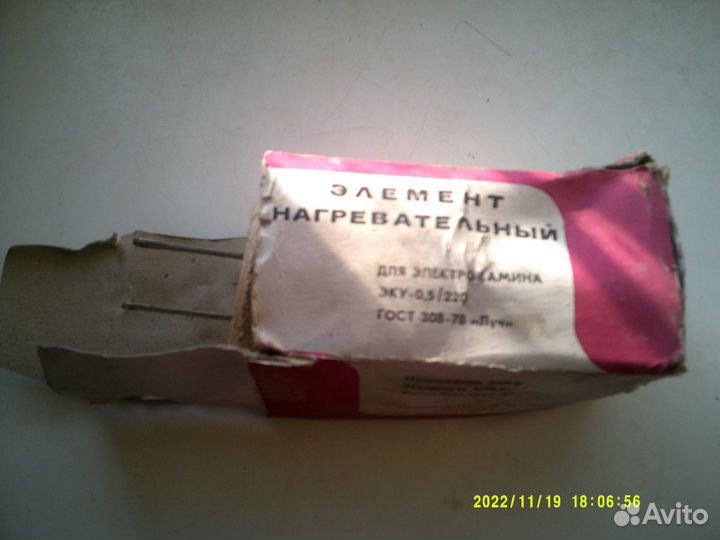 ЭЛЕМЕНТ
НАГРЕВАТЕЛЬНЫЙ
ДЛЯ ЭЛЕКТРОКАМИНА
ЭКУ-0,5/220
ГОСТ 308-78 «Луч»
2022/11/19 18:06:56
Avito